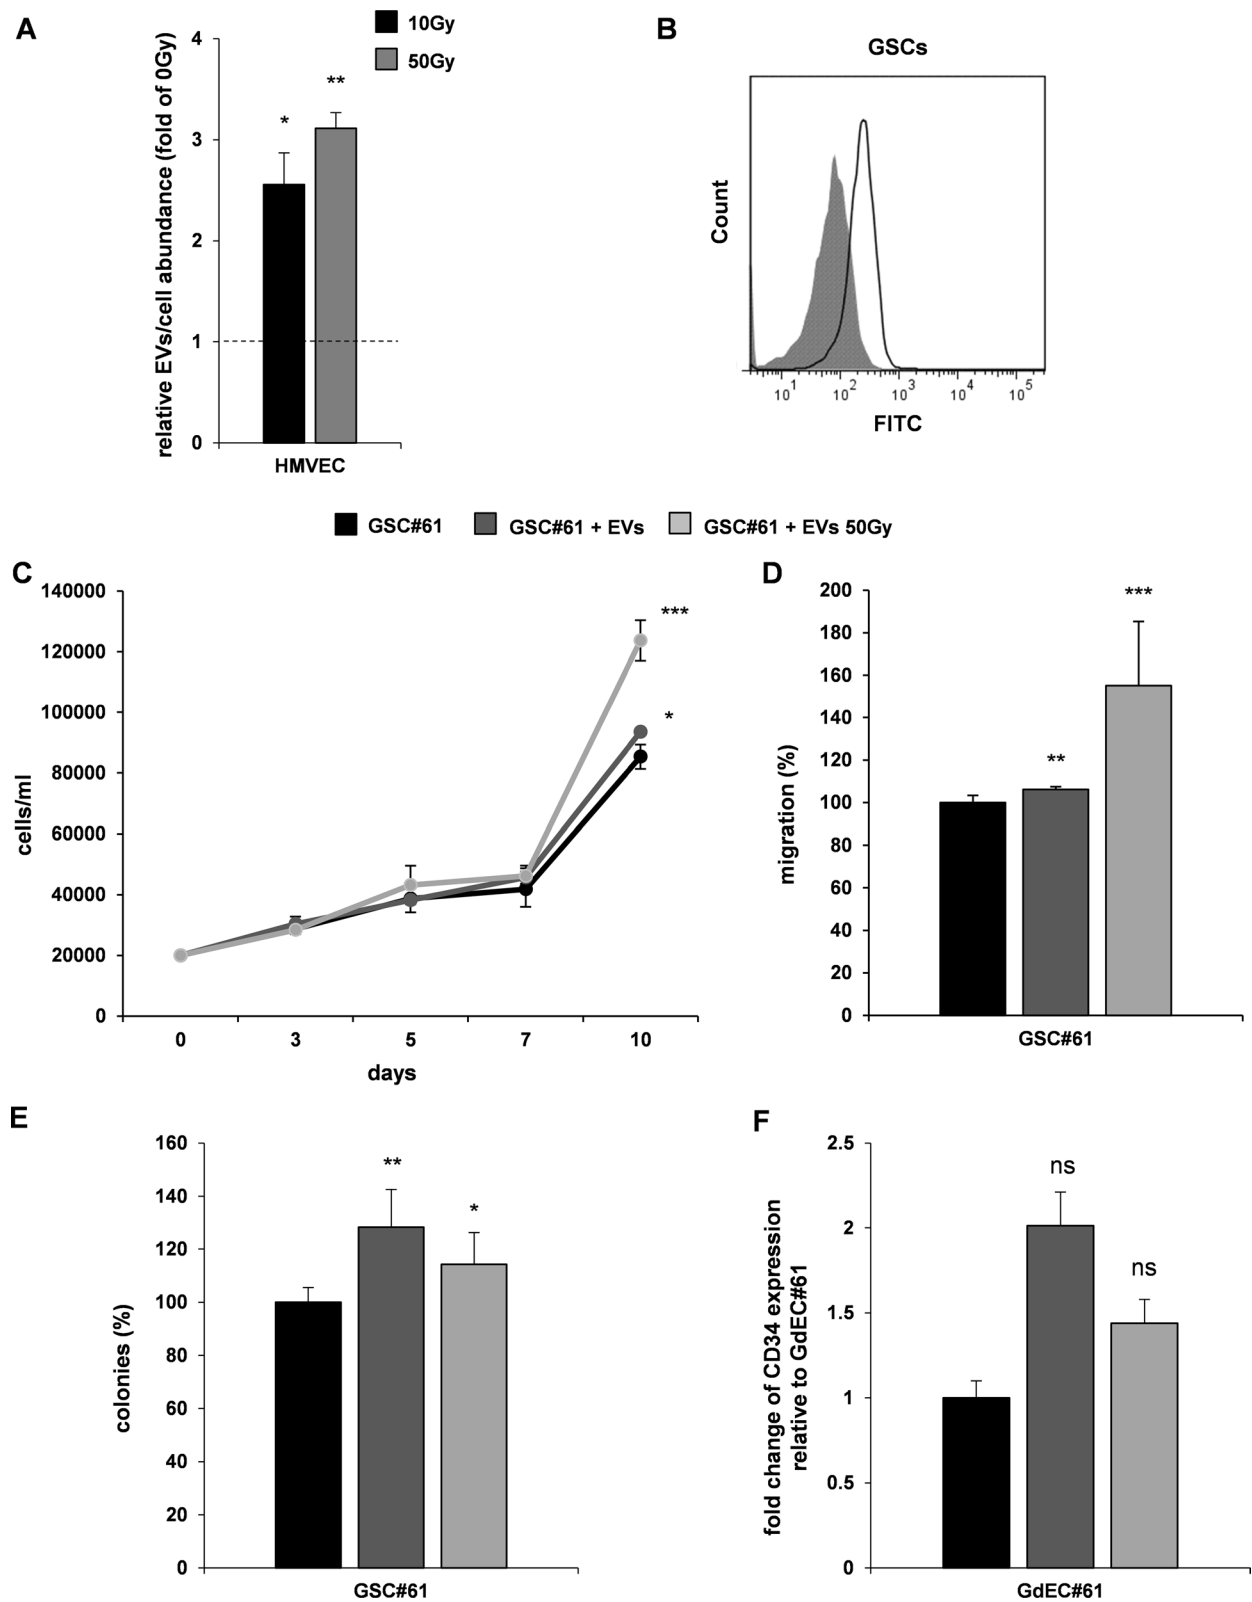 A
relative EVs/cell abundance (fold of 0Gy)
4
3
2
1
0
10Gy
50Gy
*
**
HMVEC
B
GSCs
Count
10^1 10^2 10^3 10^4 10^5
FITC
GSC#61 GSC#61 + EVs GSC#61 + EVs 50Gy
C
cells/ml
140000
120000
100000
80000
60000
40000
20000
0
***
*
0 3 5 7 10
days
D
migration (%)
200
180
160
140
120
100
80
60
40
20
0
**
***
GSC#61
E
colonies (%)
160
140
120
100
80
60
40
20
0
**
*
GSC#61
F
fold change of CD34 expression
relative to GdEC#61
2.5
2
1.5
1
0.5
0
ns
ns
GdEC#61